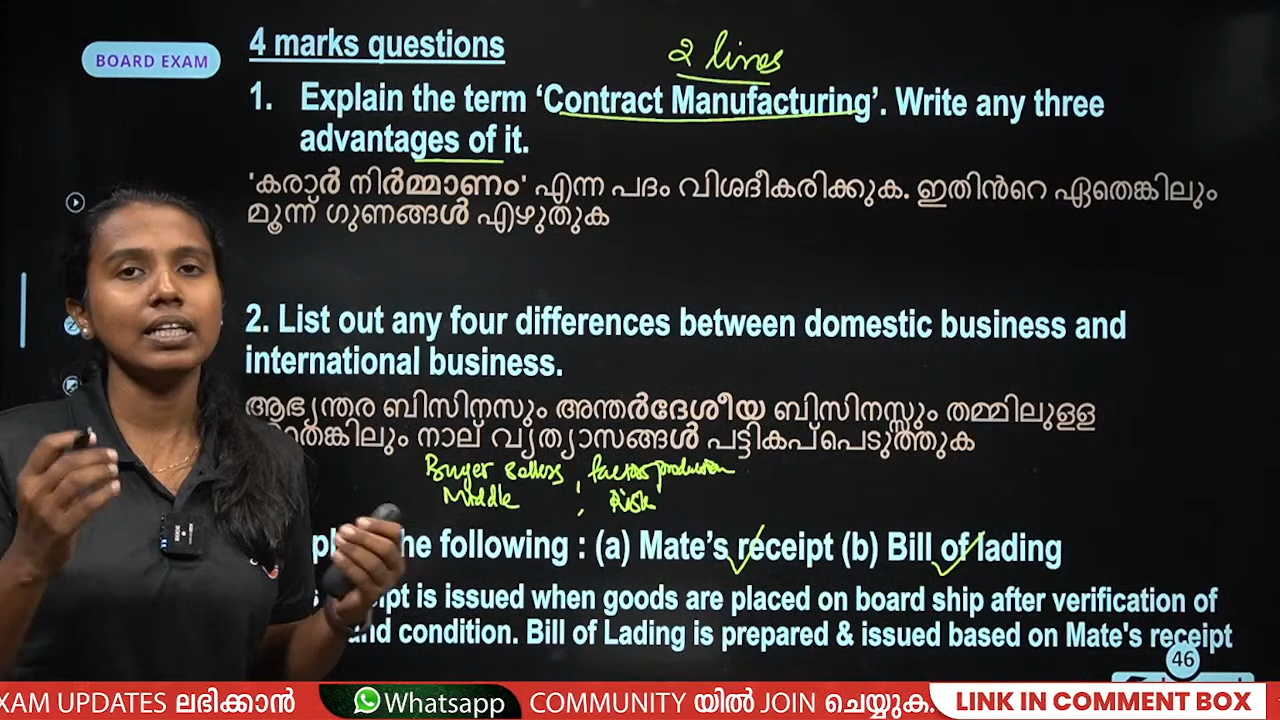 BOARD EXAM
4 marks questions
2 lines
1. Explain the term ‘Contract Manufacturing’. Write any three
advantages of it.
'കരാർ നിർമ്മാണം' എന്ന പദം വിശദീകരിക്കുക. ഇതിൻറെ ഏതെങ്കിലും
മൂന്ന് ഗുണങ്ങൾ എഴുതുക
2. List out any four differences between domestic business and
international business.
ആഭ്യന്തര ബിസിനസും അന്തർദേശീയ ബിസിനസ്സും തമ്മിലുള്ള
നാല് വ്യത്യാസങ്ങൾ പട്ടികപ്പെടുത്തുക
Buyer sellers ; factor production
Middle ; Risk
he following : (a) Mate’s receipt (b) Bill of lading
is issued when goods are placed on board ship after verification of
and condition. Bill of Lading is prepared & issued based on Mate's receipt
46
EXAM UPDATES ലഭിക്കാൻ Whatsapp COMMUNITY യിൽ JOIN ചെയ്യുക. LINK IN COMMENT BOX